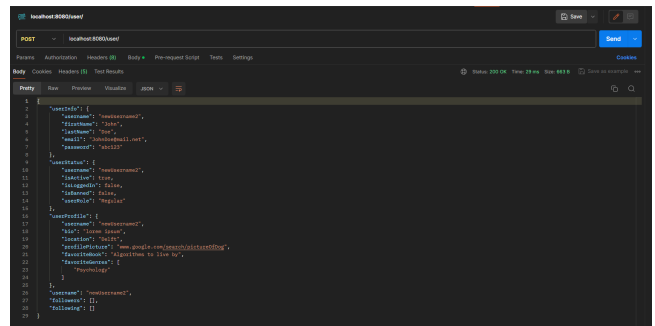 localhost:8080/user/
Save
POST
localhost:8080/user/
Send
Params Authorization Headers (8) Body Pre-request Script Tests Settings
Cookies
Body Cookies Headers (5) Test Results
Status: 200 OK Time: 29 ms Size: 663 B Save as example
Pretty Raw Preview Visualize JSON
1 {
2 "userInfo": {
3 "username": "newUsername2",
4 "firstName": "John",
5 "lastName": "Doe",
6 "email": "JohnDoe@mail.net",
7 "password": "abc123"
8 },
9 "userStatus": {
10 "username": "newUsername2",
11 "isActive": true,
12 "isLoggedIn": false,
13 "isBanned": false,
14 "userRole": "Regular"
15 },
16 "userProfile": {
17 "username": "newUsername2",
18 "bio": "lorem ipsum",
19 "location": "Delft",
20 "profilePicture": "www.google.com/search/pictureOfDog",
21 "favoriteBook": "Algorithms to live by",
22 "favoriteGenres": [
23 "Psychology"
24 ]
25 },
26 "username": "newUsername2",
27 "followers": [],
28 "following": []
29 }